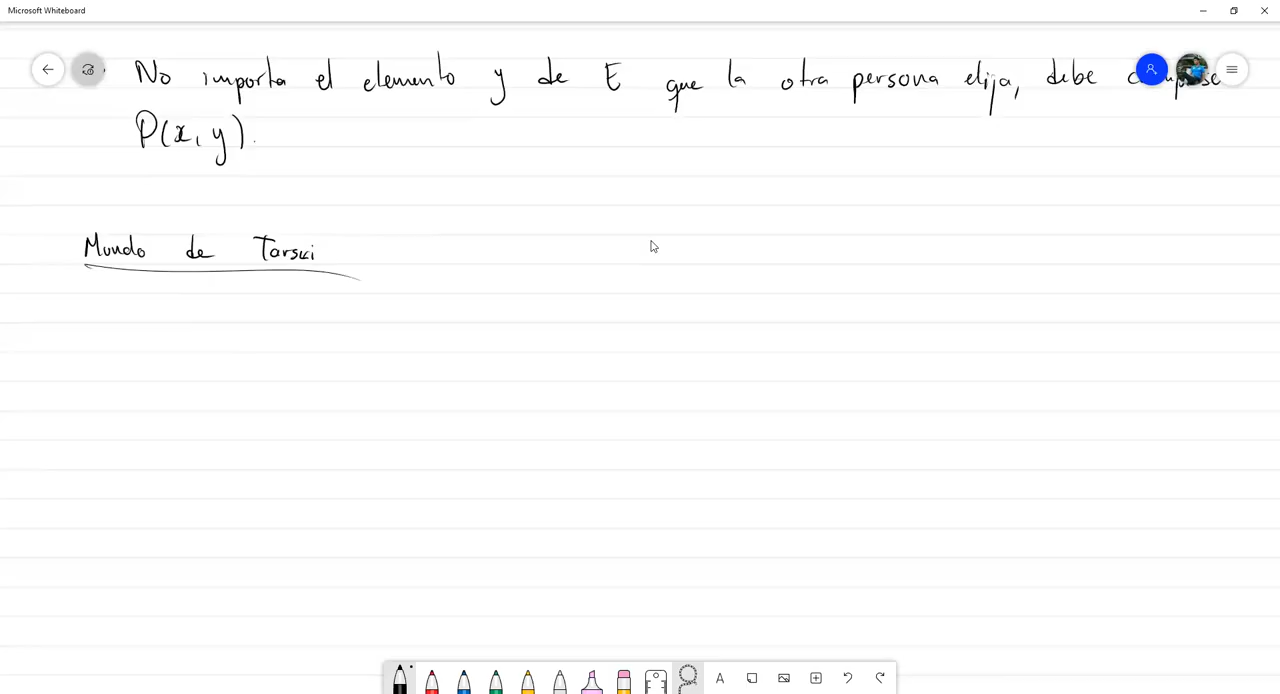 Microsoft Whiteboard
No importa el elemento y de E que la otra persona elija, debe
P(x, y).
Mundo de Tarski